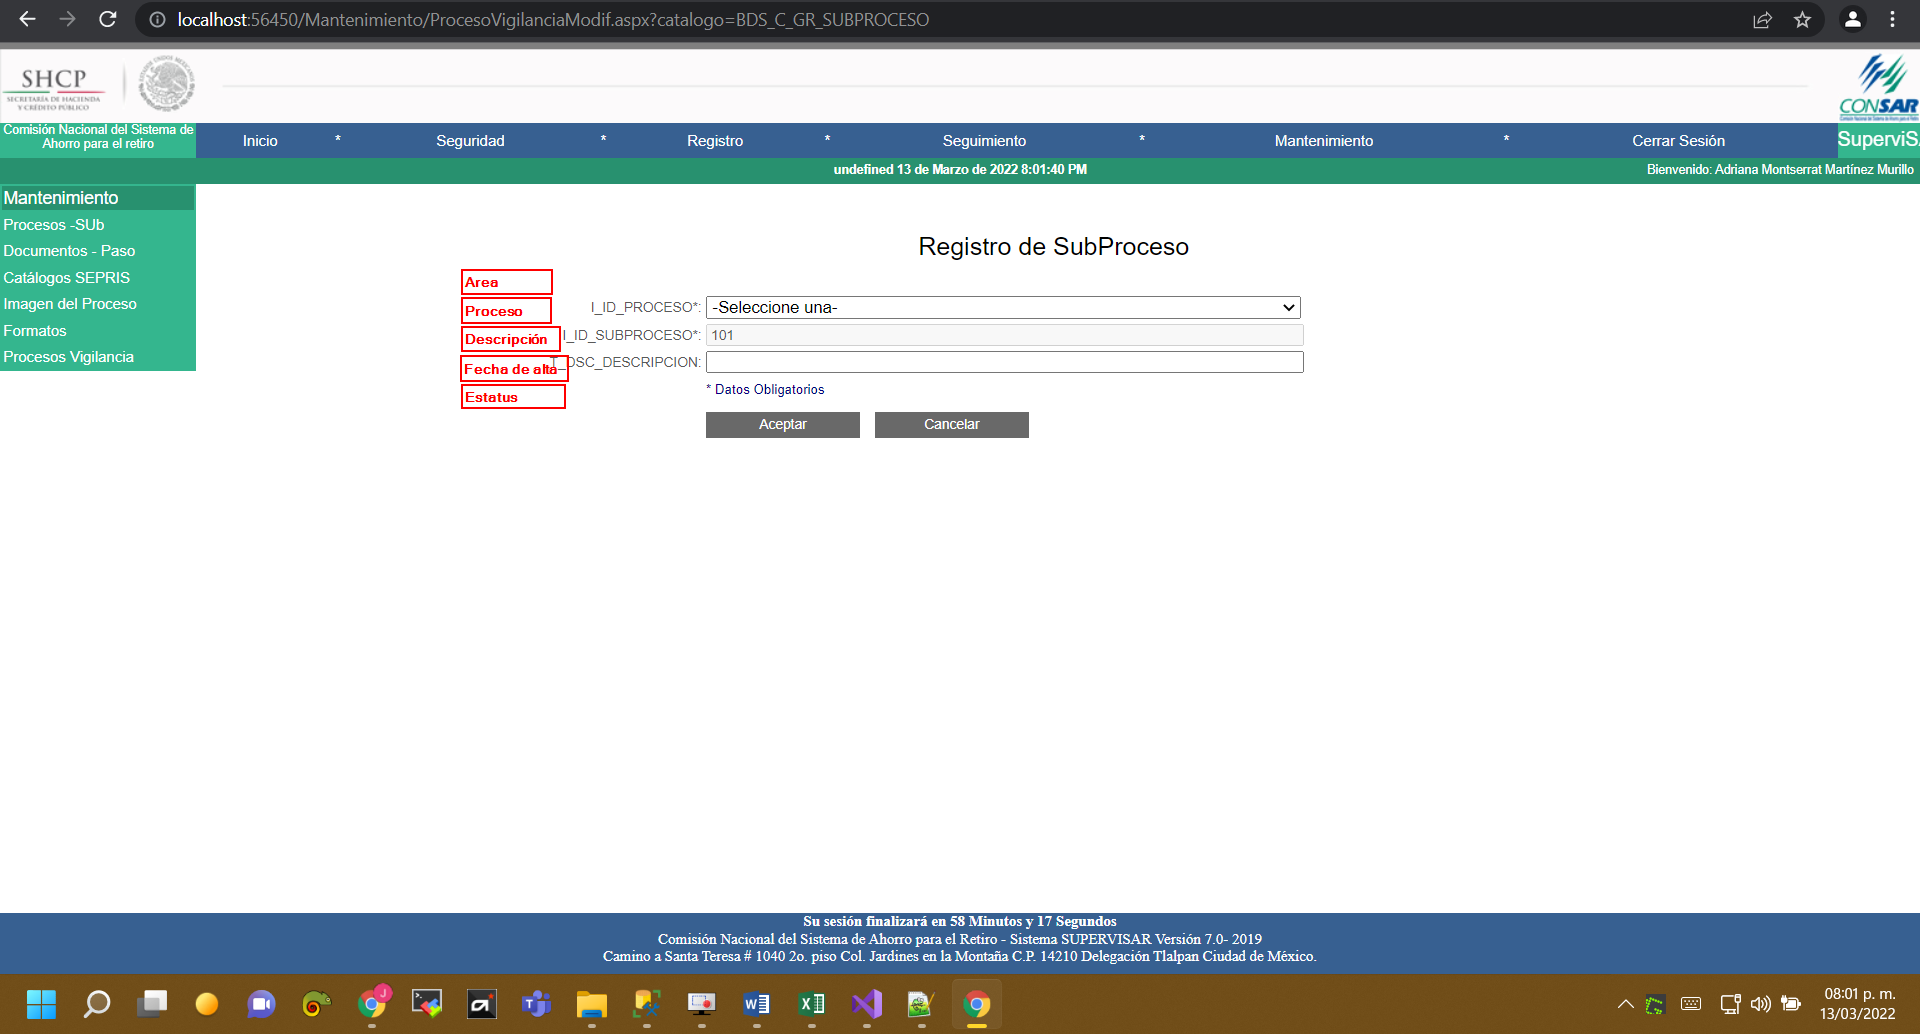 localhost:56450/Mantenimiento/ProcesoVigilanciaModif.aspx?catalogo=BDS_C_GR_SUBPROCESO
SHCP
SECRETARÍA DE HACIENDA
Y CRÉDITO PÚBLICO
CONSAR
Comisión Nacional del Sistema de
Ahorro para el retiro
Inicio * Seguridad * Registro * Seguimiento * Mantenimiento * Cerrar Sesión
SuperviS
undefined 13 de Marzo de 2022 8:01:40 PM
Bienvenido: Adriana Montserrat Martínez Murillo
Mantenimiento
Procesos -SUb
Documentos - Paso
Catálogos SEPRIS
Imagen del Proceso
Formatos
Procesos Vigilancia
Registro de SubProceso
Area
Proceso I_ID_PROCESO*: -Seleccione una-
Descripción I_ID_SUBPROCESO*: 101
Fecha de alta T_DSC_DESCRIPCION:
Estatus
* Datos Obligatorios
Aceptar Cancelar
Su sesión finalizará en 58 Minutos y 17 Segundos
Comisión Nacional del Sistema de Ahorro para el Retiro - Sistema SUPERVISAR Versión 7.0- 2019
Camino a Santa Teresa # 1040 2o. piso Col. Jardines en la Montaña C.P. 14210 Delegación Tlalpan Ciudad de México.
J
08:01 p. m.
13/03/2022